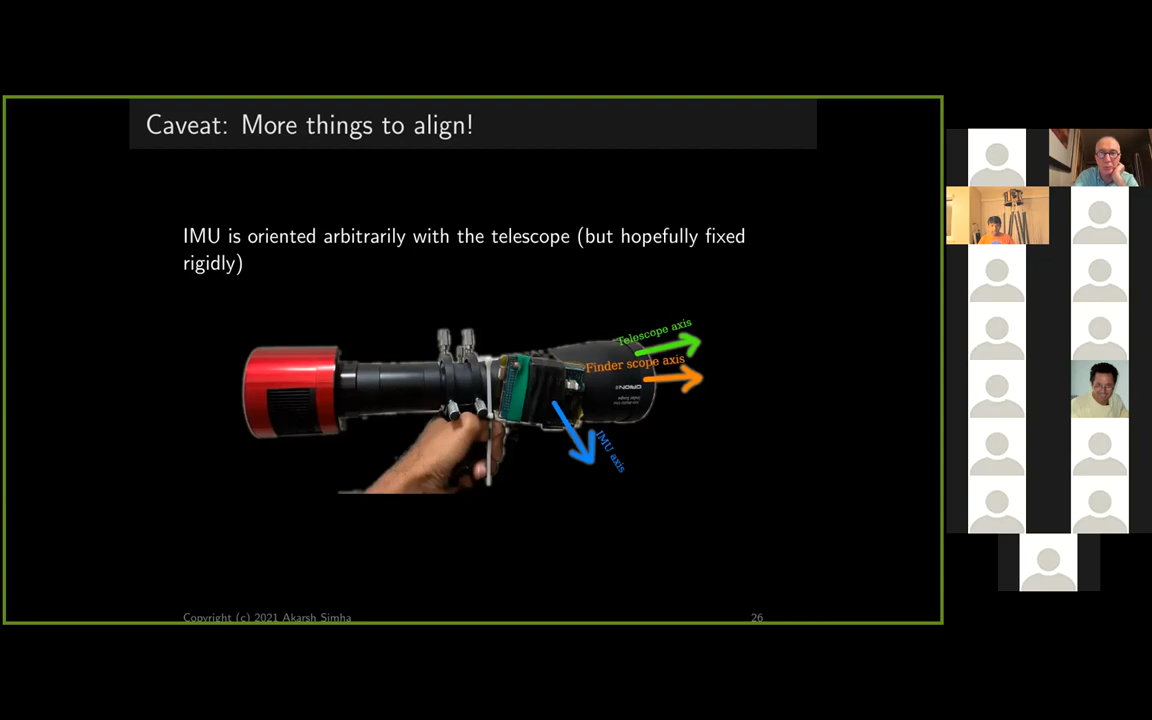 Caveat: More things to align!
IMU is oriented arbitrarily with the telescope (but hopefully fixed
rigidly)
Telescope axis
Finder scope axis
ORION
IMU axis
Copyright (c) 2021 Akarsh Simha
26